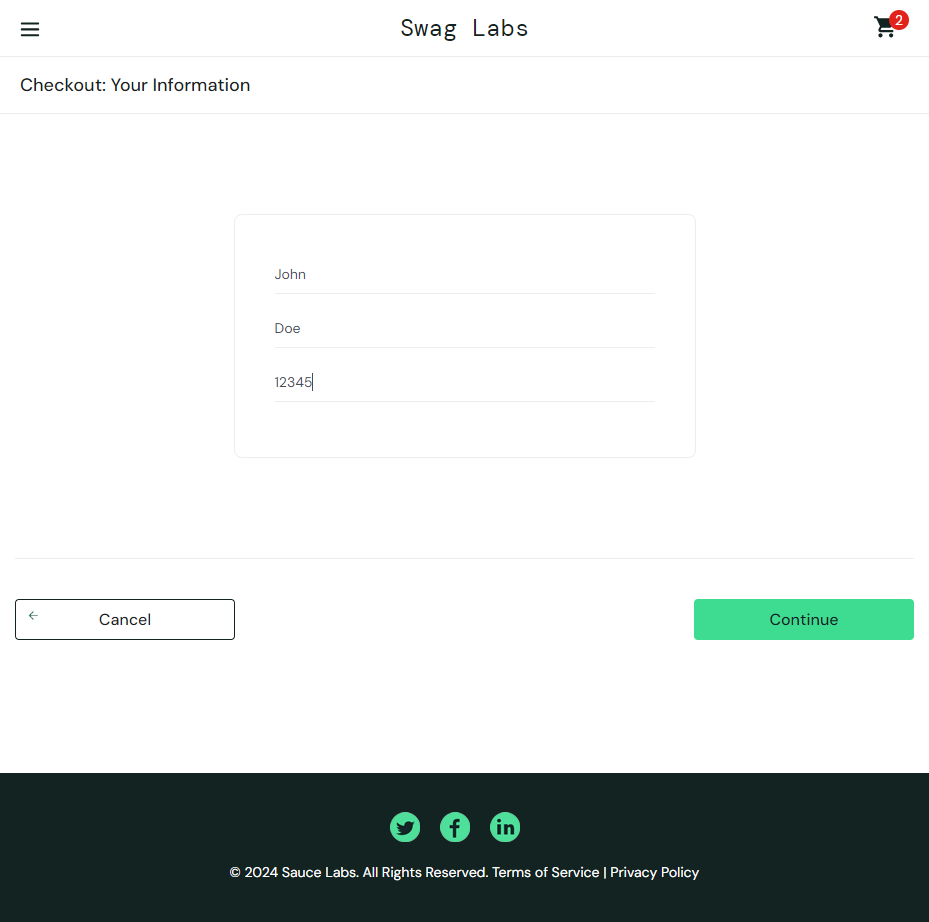 Swag Labs
2
Checkout: Your Information
John
Doe
12345
Cancel
Continue
© 2024 Sauce Labs. All Rights Reserved. Terms of Service | Privacy Policy